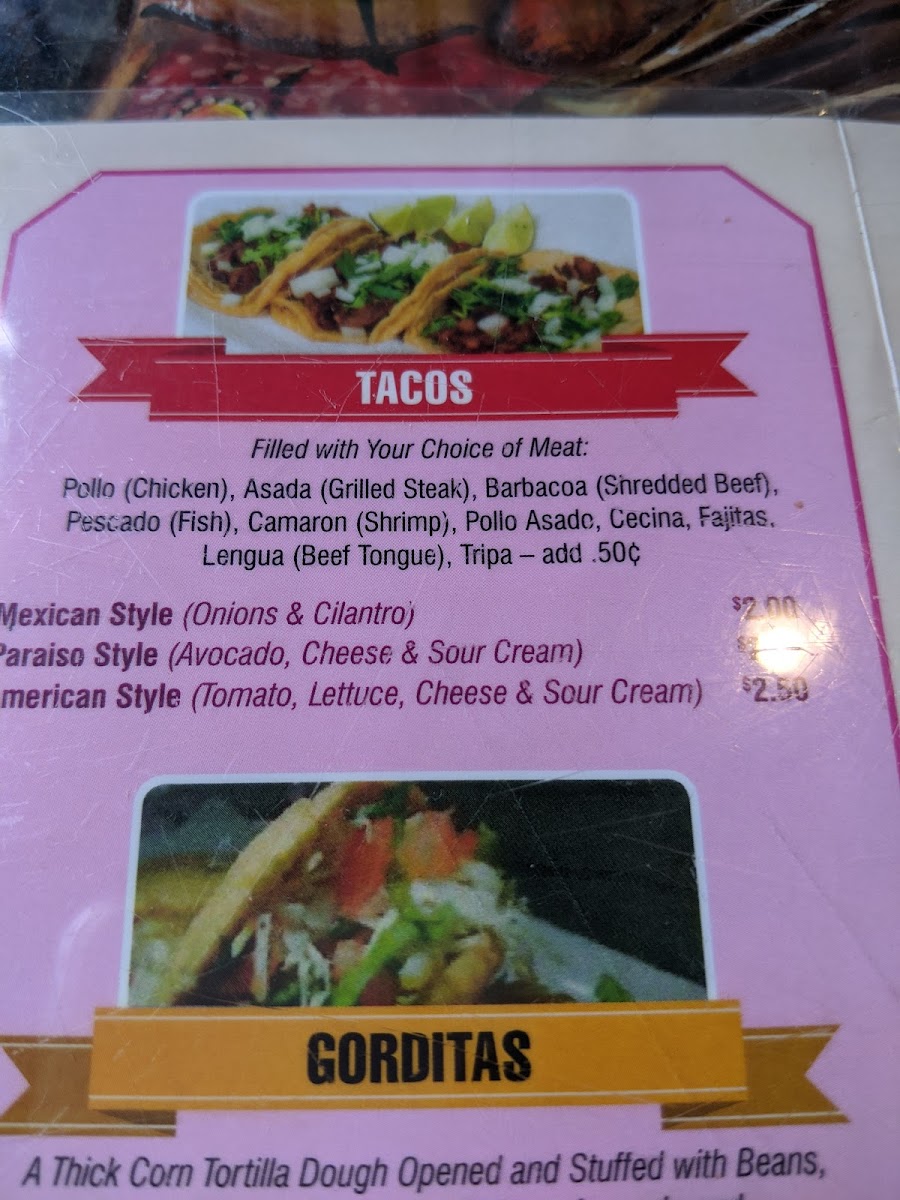 TACOS
Filled with Your Choice of Meat:
Pollo (Chicken), Asada (Grilled Steak), Barbacoa (Shredded Beef),
Pescado (Fish), Camaron (Shrimp), Pollo Asado, Cecina, Fajitas,
Lengua (Beef Tongue), Tripa – add .50¢
Mexican Style (Onions & Cilantro) $2.00
Paraiso Style (Avocado, Cheese & Sour Cream)
merican Style (Tomato, Lettuce, Cheese & Sour Cream) $2.50
GORDITAS
A Thick Corn Tortilla Dough Opened and Stuffed with Beans,